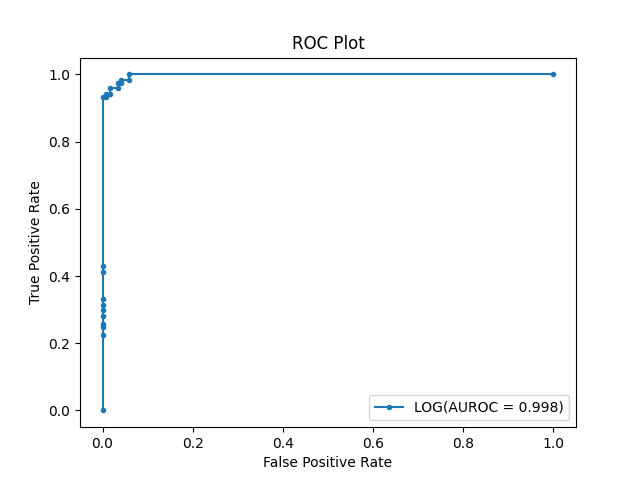 ROC Plot
True Positive Rate
1.0
0.8
0.6
0.4
0.2
0.0
LOG(AUROC = 0.998)
0.0 0.2 0.4 0.6 0.8 1.0
False Positive Rate